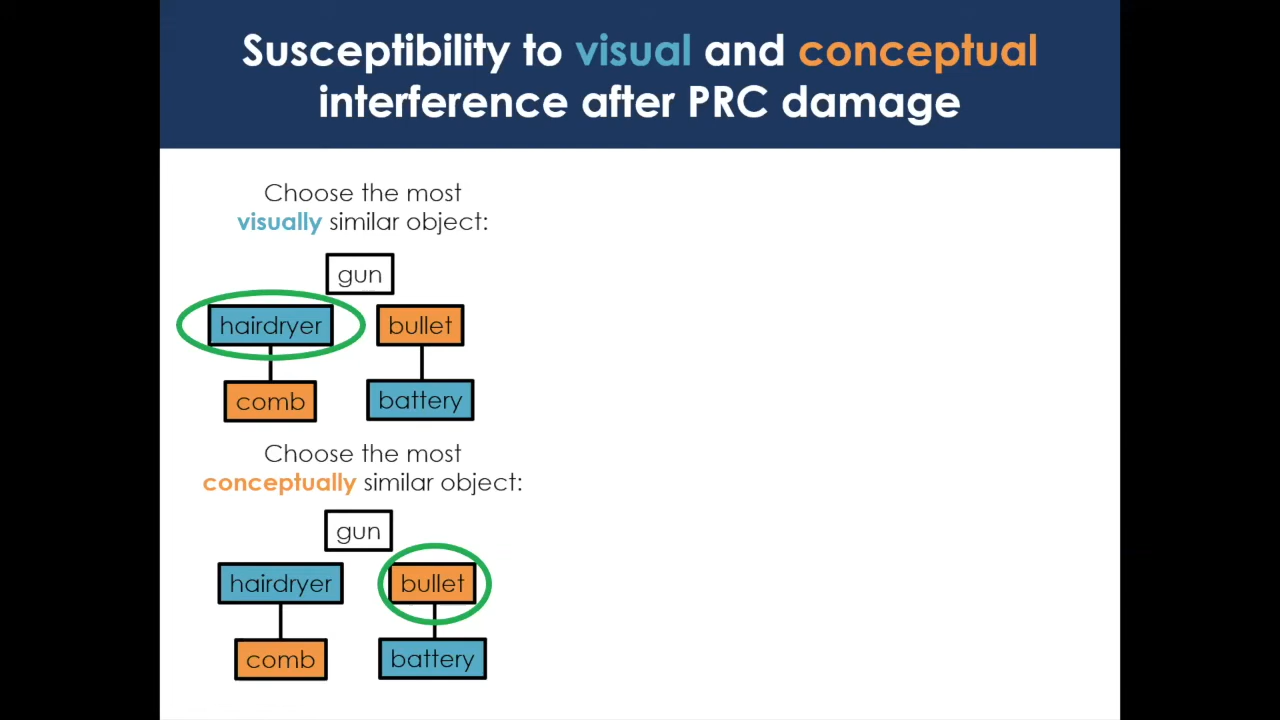 Susceptibility to visual and conceptual
interference after PRC damage
Choose the most
visually similar object:
gun
hairdryer
bullet
comb
battery
Choose the most
conceptually similar object:
gun
hairdryer
bullet
comb
battery